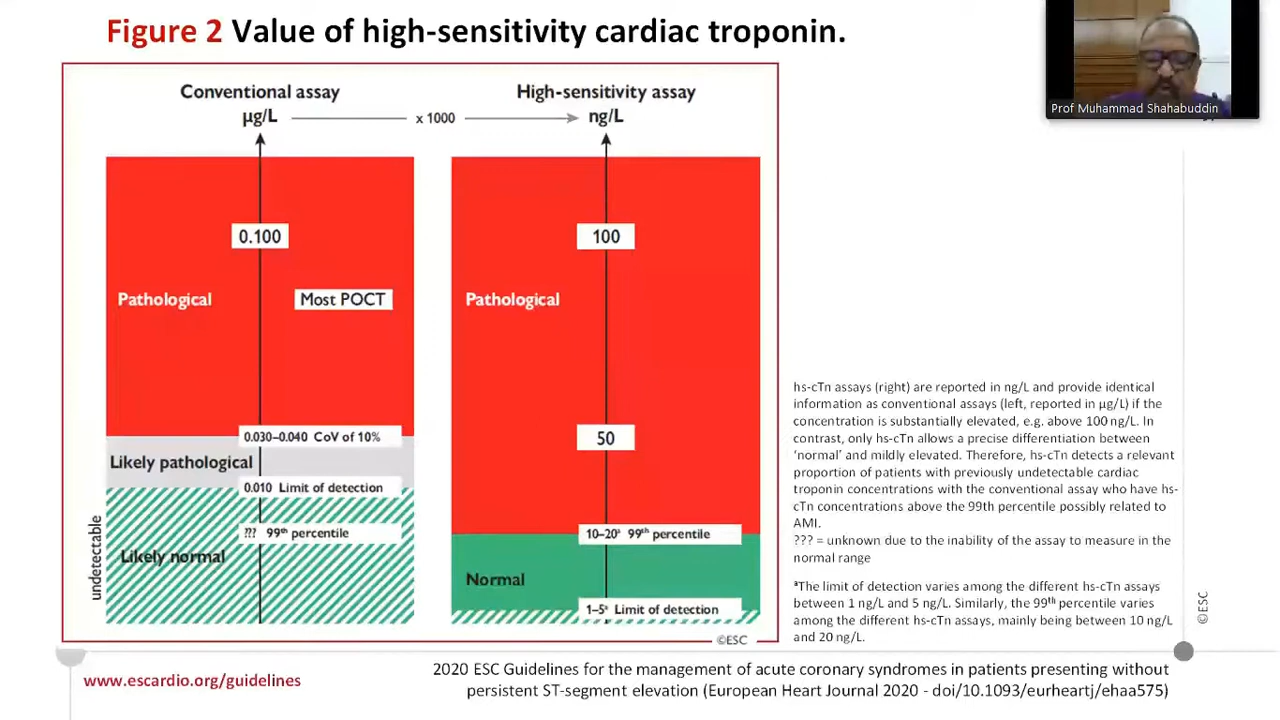 Figure 2 Value of high-sensitivity cardiac troponin.
Prof Muhammad Shahabuddin
Conventional assay
µg/L
x 1000
High-sensitivity assay
ng/L
0.100
Pathological
Most POCT
0.030–0.040 CoV of 10%
Likely pathological
0.010 Limit of detection
??? 99th percentile
Likely normal
undetectable
100
Pathological
50
10–20ª 99th percentile
Normal
1–5ª Limit of detection
©ESC
hs-cTn assays (right) are reported in ng/L and provide identical
information as conventional assays (left, reported in µg/L) if the
concentration is substantially elevated, e.g. above 100 ng/L. In
contrast, only hs-cTn allows a precise differentiation between
‘normal’ and mildly elevated. Therefore, hs-cTn detects a relevant
proportion of patients with previously undetectable cardiac
troponin concentrations with the conventional assay who have hs-
cTn concentrations above the 99th percentile possibly related to
AMI.
??? = unknown due to the inability of the assay to measure in the
normal range
ªThe limit of detection varies among the different hs-cTn assays
between 1 ng/L and 5 ng/L. Similarly, the 99th percentile varies
among the different hs-cTn assays, mainly being between 10 ng/L
and 20 ng/L.
©ESC
www.escardio.org/guidelines
2020 ESC Guidelines for the management of acute coronary syndromes in patients presenting without
persistent ST-segment elevation (European Heart Journal 2020 - doi/10.1093/eurheartj/ehaa575)